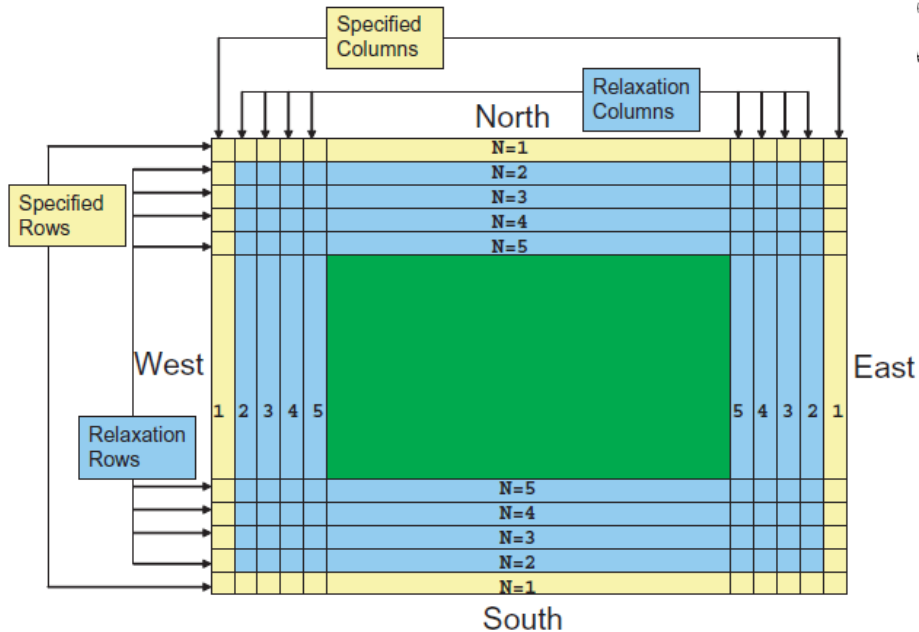 Specified
Columns
Relaxation
Columns
North
N=1
N=2
N=3
N=4
N=5
Specified
Rows
West
East
1 2 3 4 5
5 4 3 2 1
Relaxation
Rows
N=5
N=4
N=3
N=2
N=1
South